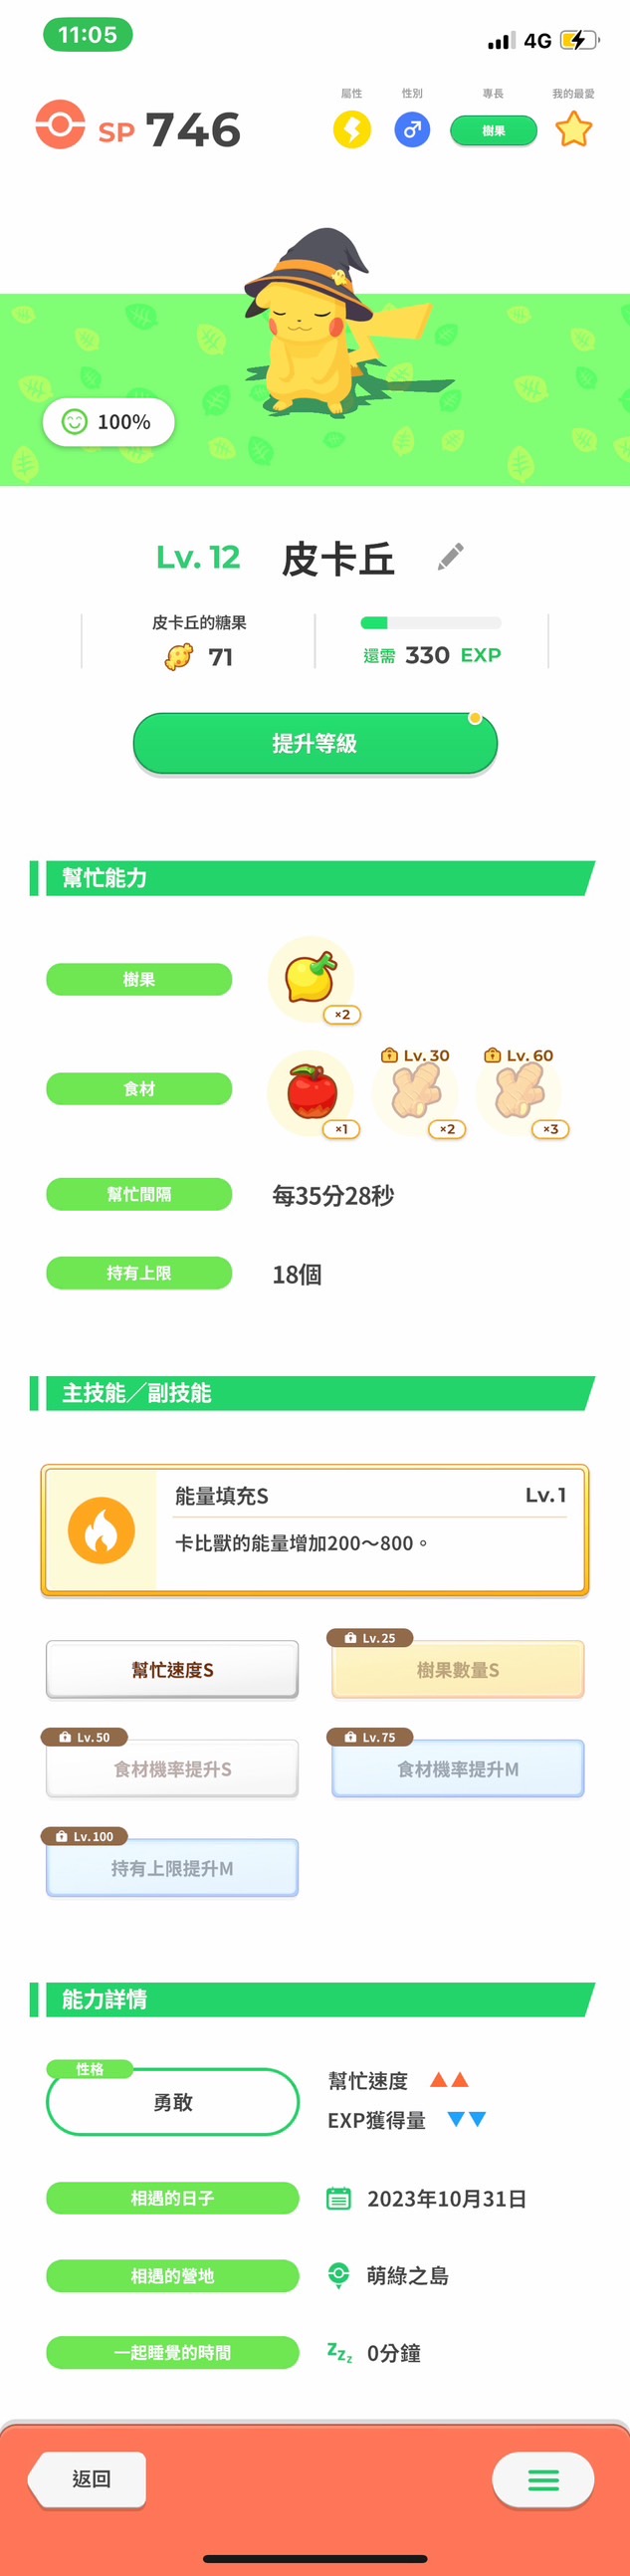 11:05
4G
屬性
性別
專長
我的最愛
SP 746
樹果
100%
Lv. 12 皮卡丘
皮卡丘的糖果
71
還需 330 EXP
提升等級
幫忙能力
樹果
×2
食材
×1
Lv. 30
×2
Lv. 60
×3
幫忙間隔
每35分28秒
持有上限
18個
主技能／副技能
能量填充S Lv.1
卡比獸的能量增加200～800。
幫忙速度S
Lv.25
樹果數量S
Lv.50
食材機率提升S
Lv.75
食材機率提升M
Lv.100
持有上限提升M
能力詳情
性格
勇敢
幫忙速度 ▲▲
EXP獲得量 ▼▼
相遇的日子
2023年10月31日
相遇的營地
萌綠之島
一起睡覺的時間
zzz 0分鐘
返回